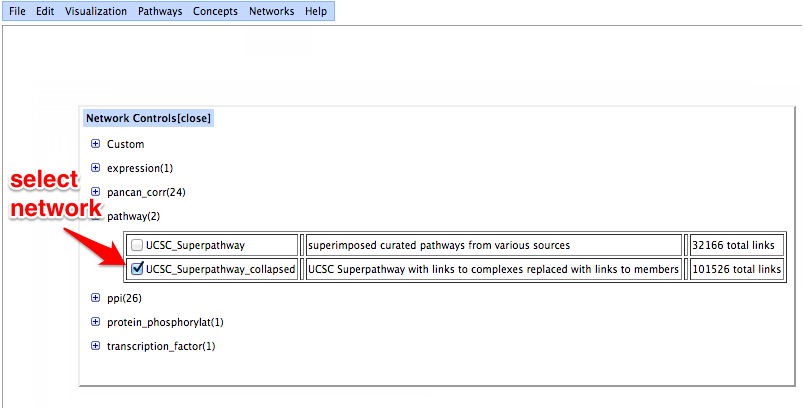 File Edit Visualization Pathways Concepts Networks Help
Network Controls[close]
Custom
expression(1)
select
network
pancan_corr(24)
pathway(2)
UCSC_Superpathway superimposed curated pathways from various sources 32166 total links
UCSC_Superpathway_collapsed UCSC Superpathway with links to complexes replaced with links to members 101526 total links
ppi(26)
protein_phosphorylat(1)
transcription_factor(1)